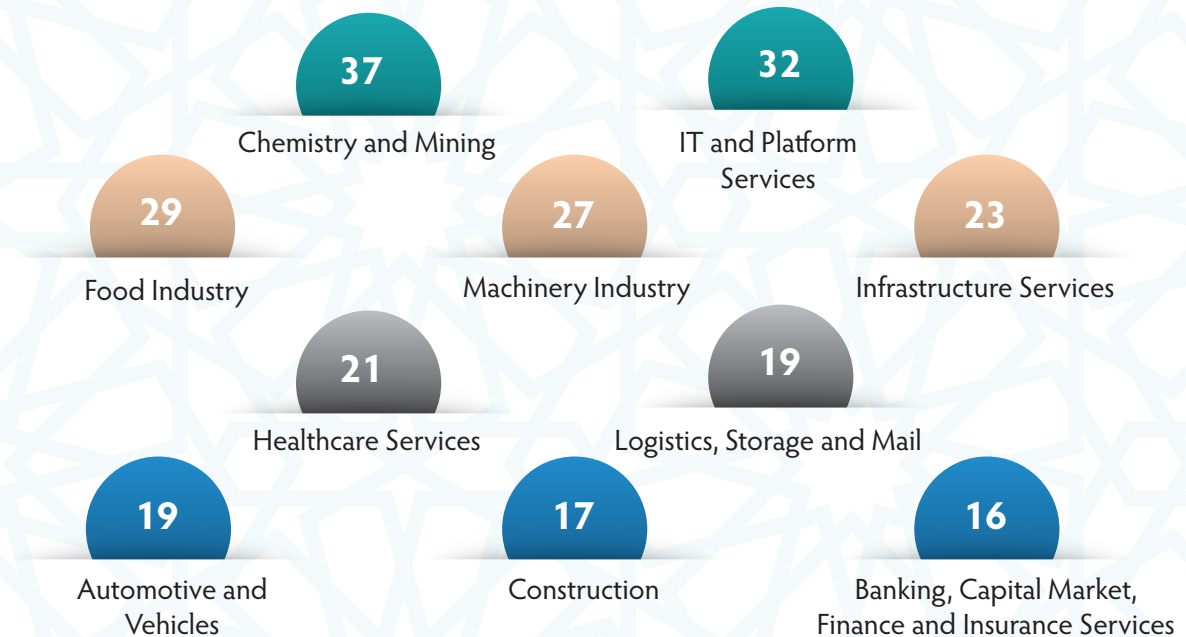 37
Chemistry and Mining
32
IT and Platform
Services
29
Food Industry
27
Machinery Industry
23
Infrastructure Services
21
Healthcare Services
19
Logistics, Storage and Mail
19
Automotive and
Vehicles
17
Construction
16
Banking, Capital Market,
Finance and Insurance Services